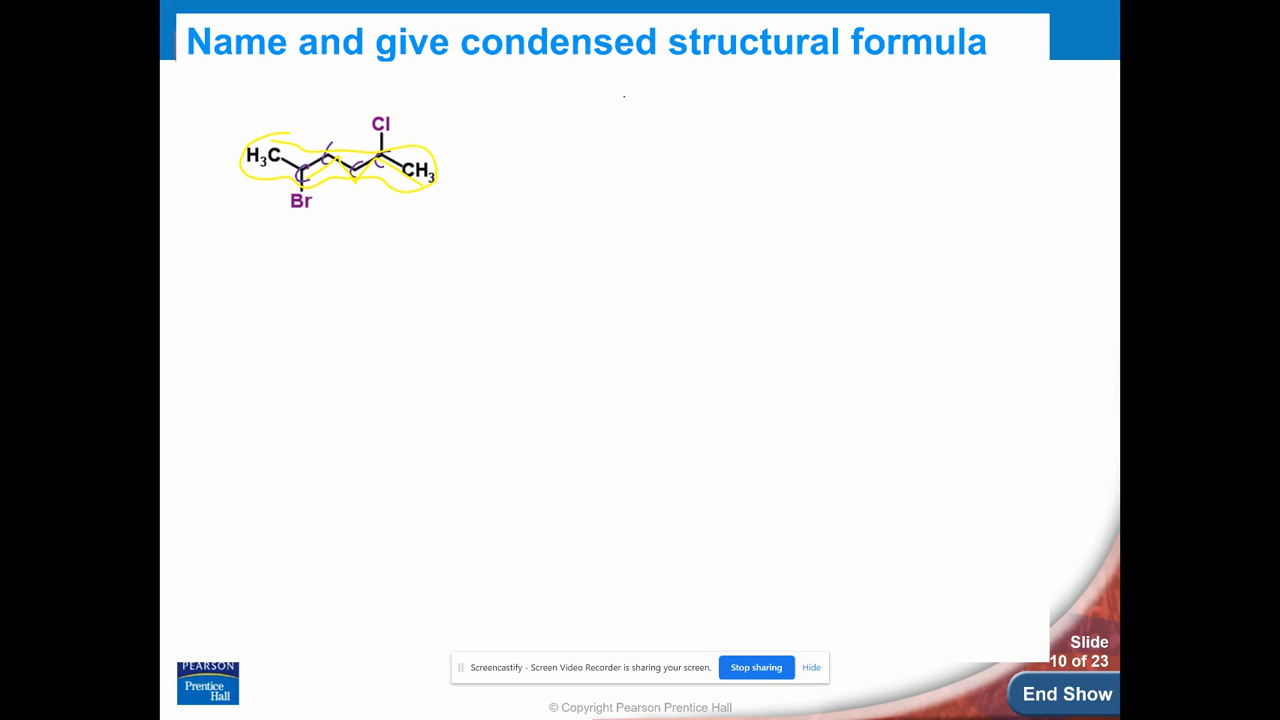 Name and give condensed structural formula
Cl
H₃C
CH₃
Br
Slide
10 of 23
End Show
Screencastify - Screen Video Recorder is sharing your screen.
Stop sharing
Hide
PEARSON
Prentice
Hall
© Copyright Pearson Prentice Hall